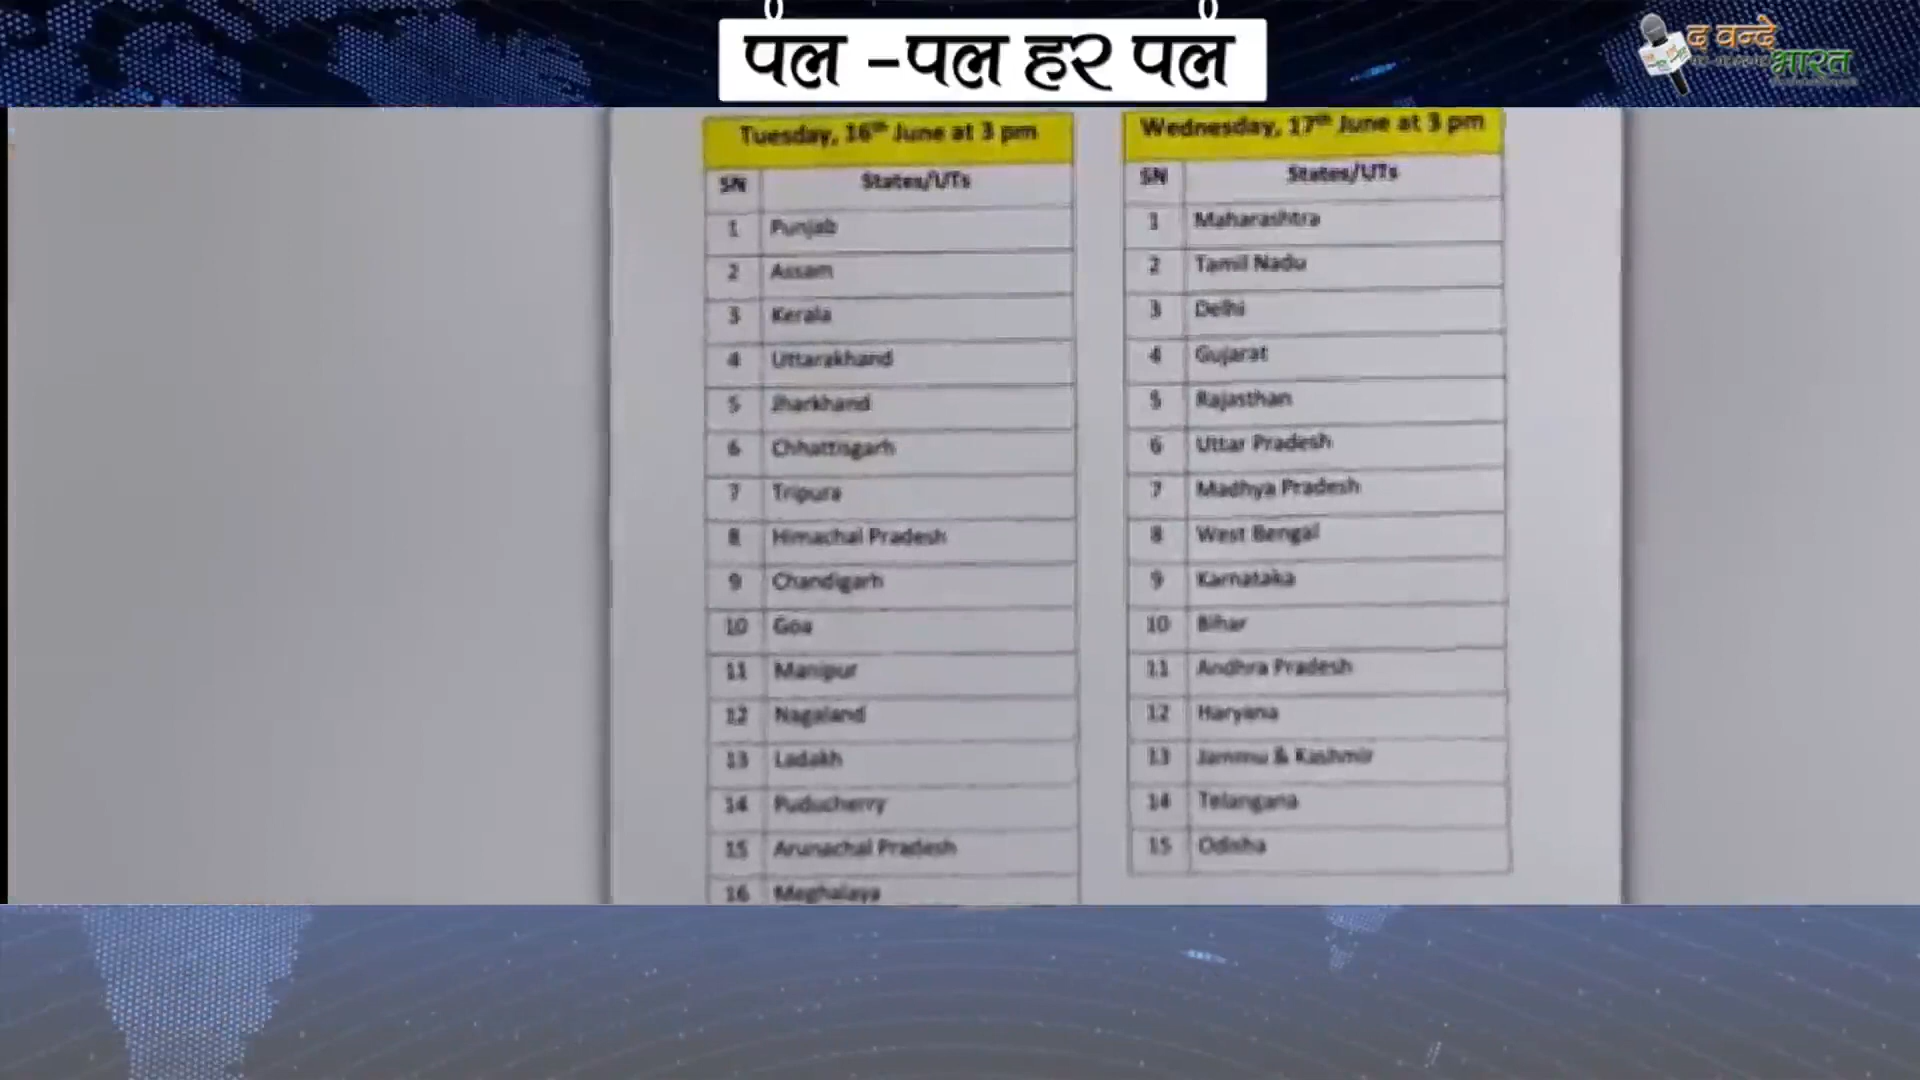 पल -पल हर पल
द वन्दे
भारत
Tuesday, 16th June at 3 pm
SN States/UTs
1 Punjab
2 Assam
3 Kerala
4 Uttarakhand
5 Jharkhand
6 Chhattisgarh
7 Tripura
8 Himachal Pradesh
9 Chandigarh
10 Goa
11 Manipur
12 Nagaland
13 Ladakh
14 Puducherry
15 Arunachal Pradesh
16 Meghalaya
Wednesday, 17th June at 3 pm
SN States/UTs
1 Maharashtra
2 Tamil Nadu
3 Delhi
4 Gujarat
5 Rajasthan
6 Uttar Pradesh
7 Madhya Pradesh
8 West Bengal
9 Karnataka
10 Bihar
11 Andhra Pradesh
12 Haryana
13 Jammu & Kashmir
14 Telangana
15 Odisha